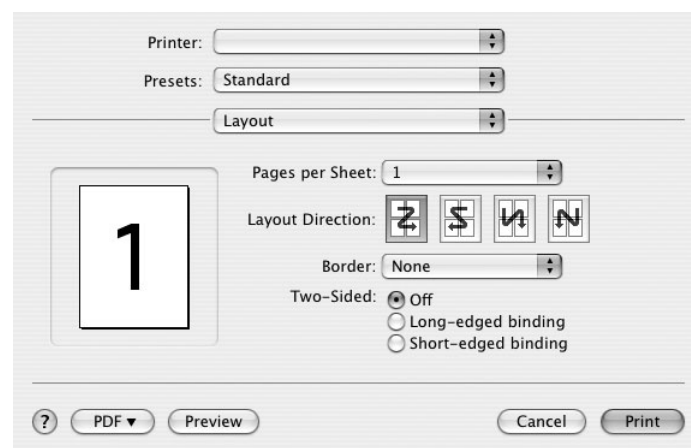 Printer:
Presets: Standard
Layout
Pages per Sheet: 1
1
Layout Direction:
Border: None
Two-Sided: Off
Long-edged binding
Short-edged binding
? PDF ▼ Preview Cancel Print